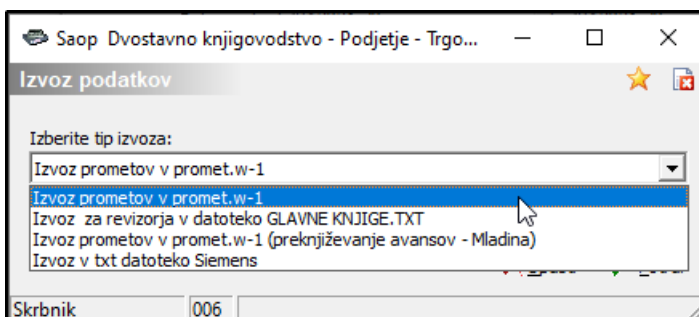 Saop Dvostavno knjigovodstvo - Podjetje - Trgo...
Izvoz podatkov
Izberite tip izvoza:
Izvoz prometov v promet.w-1
Izvoz prometov v promet.w-1
Izvoz za revizorja v datoteko GLAVNE KNJIGE.TXT
Izvoz prometov v promet.w-1 (preknjiževanje avansov - Mladina)
Izvoz v txt datoteko Siemens
Skrbnik 006